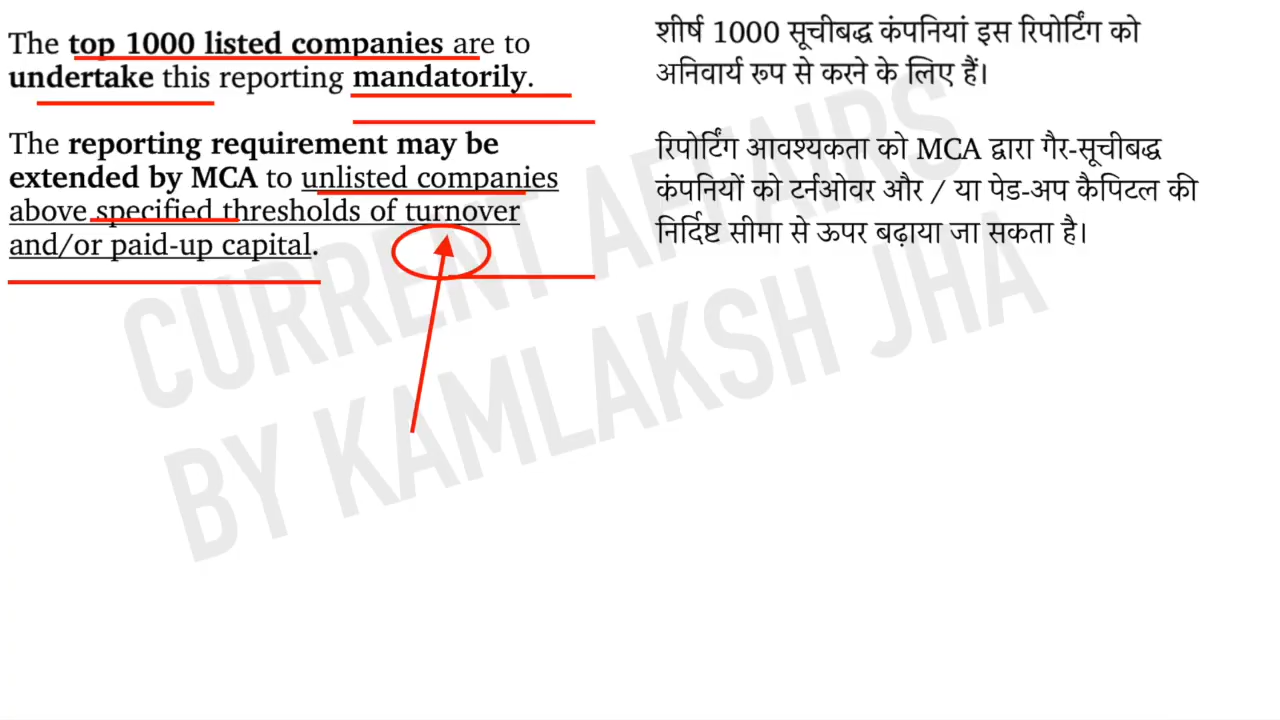 The top 1000 listed companies are to
undertake this reporting mandatorily.
The reporting requirement may be
extended by MCA to unlisted companies
above specified thresholds of turnover
and/or paid-up capital.
शीर्ष 1000 सूचीबद्ध कंपनियां इस रिपोर्टिंग को
अनिवार्य रूप से करने के लिए हैं।
रिपोर्टिंग आवश्यकता को MCA द्वारा गैर-सूचीबद्ध
कंपनियों को टर्नओवर और / या पेड-अप कैपिटल की
निर्दिष्ट सीमा से ऊपर बढ़ाया जा सकता है।
CURRENT AFFAIRS
BY KAMLAKSH JHA